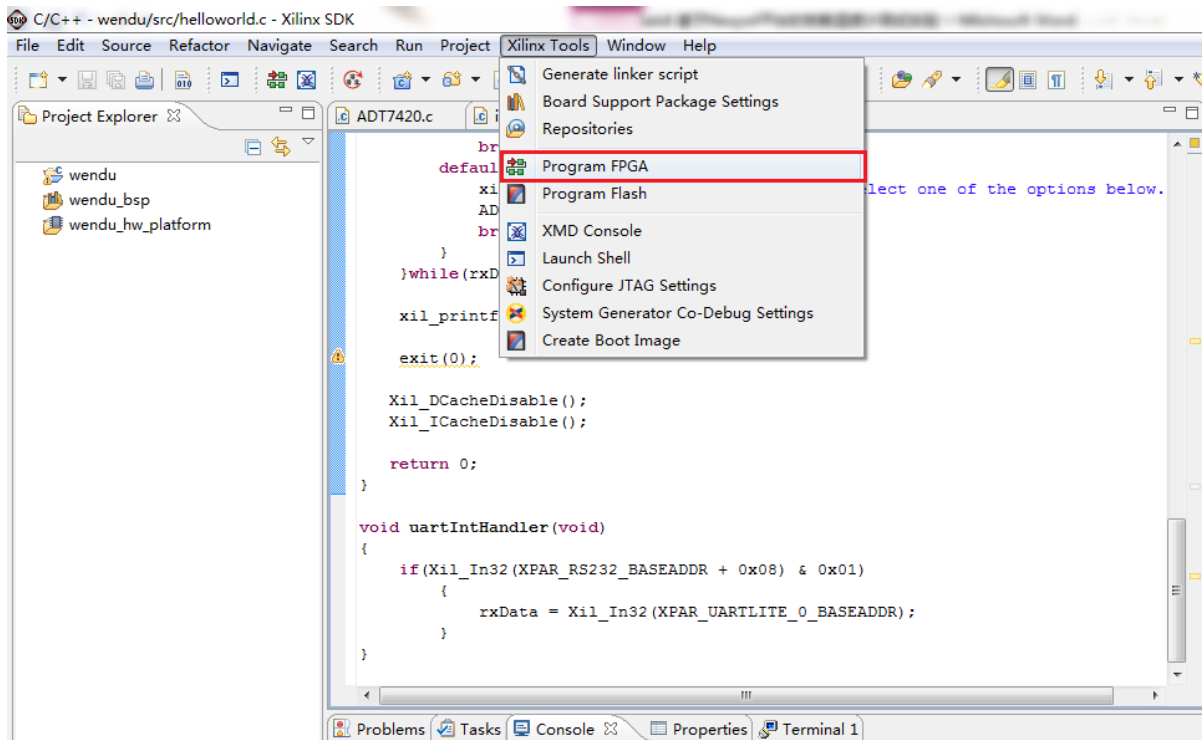 C/C++ - wendu/src/helloworld.c - Xilinx SDK
File Edit Source Refactor Navigate Search Run Project Xilinx Tools Window Help
Generate linker script
Board Support Package Settings
Repositories
Program FPGA
Program Flash
XMD Console
Launch Shell
Configure JTAG Settings
System Generator Co-Debug Settings
Create Boot Image
Project Explorer
wendu
wendu_bsp
wendu_hw_platform
ADT7420.c
br
defaul
xi lect one of the options below.
AD
br
}
}while(rxD
xil_printf
exit(0);
Xil_DCacheDisable();
Xil_ICacheDisable();
return 0;
}
void uartIntHandler(void)
{
if(Xil_In32(XPAR_RS232_BASEADDR + 0x08) & 0x01)
{
rxData = Xil_In32(XPAR_UARTLITE_0_BASEADDR);
}
}
Problems Tasks Console Properties Terminal 1